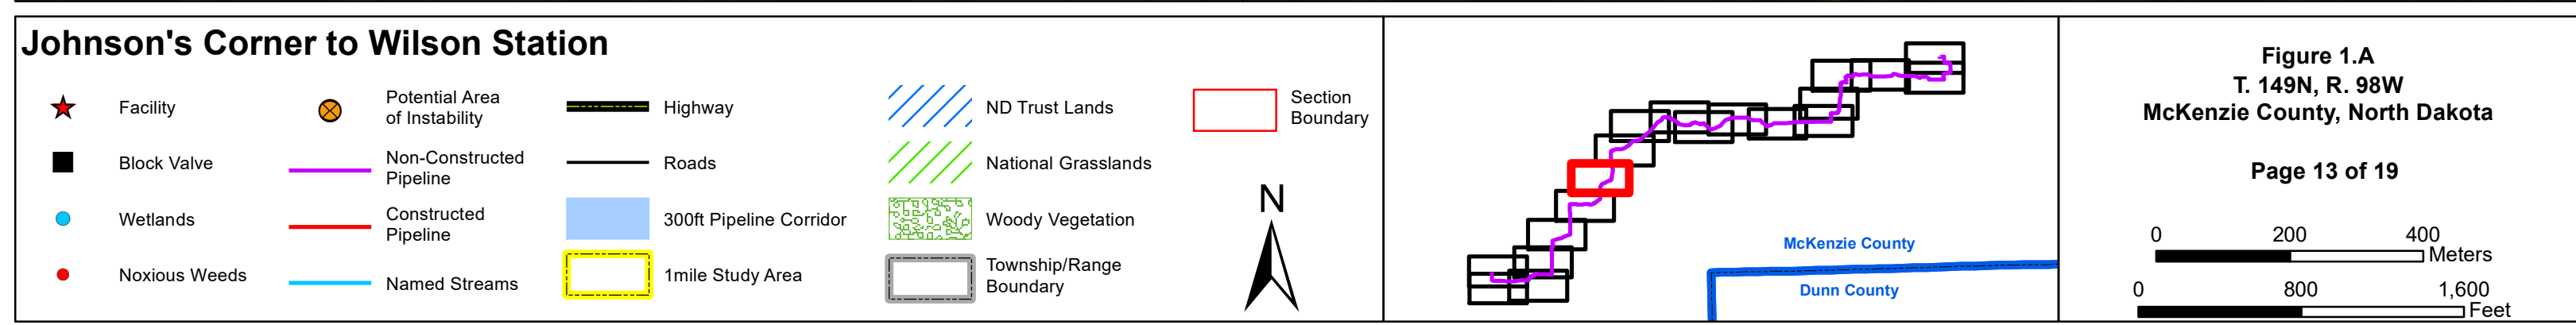 Johnson's Corner to Wilson Station
Facility
Block Valve
Wetlands
Noxious Weeds
Potential Area
of Instability
Non-Constructed
Pipeline
Constructed
Pipeline
Named Streams
Highway
Roads
300ft Pipeline Corridor
1mile Study Area
ND Trust Lands
National Grasslands
Woody Vegetation
Township/Range
Boundary
Section
Boundary
N
McKenzie County
Dunn County
Figure 1.A
T. 149N, R. 98W
McKenzie County, North Dakota
Page 13 of 19
0 200 400
Meters
0 800 1,600
Feet